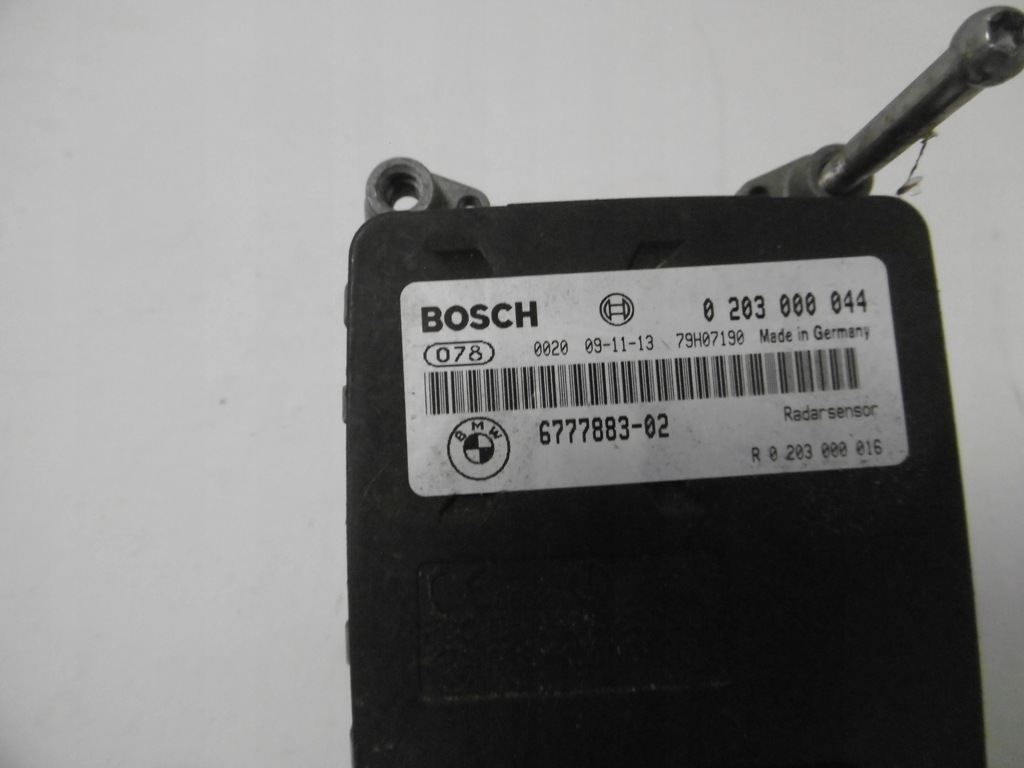 BOSCH 0 203 000 044
078 0020 09-11-13 79H07190 Made in Germany
BMW 6777883-02 Radarsensor
R 0 203 000 016